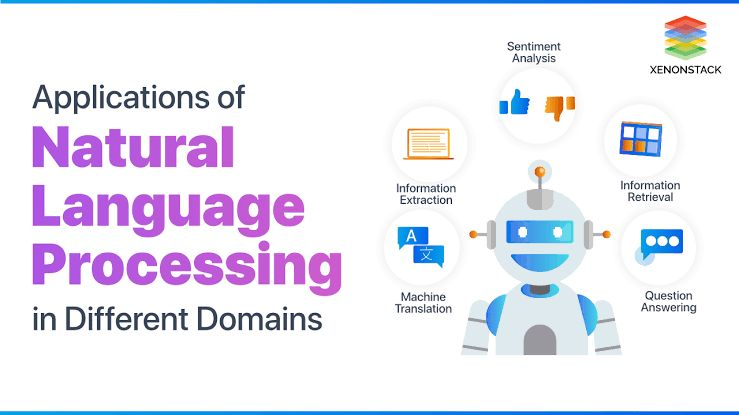 Applications of
Natural
Language
Processing
in Different Domains
XENONSTACK
Sentiment
Analysis
Information
Extraction
Information
Retrieval
A
文
Machine
Translation
Question
Answering